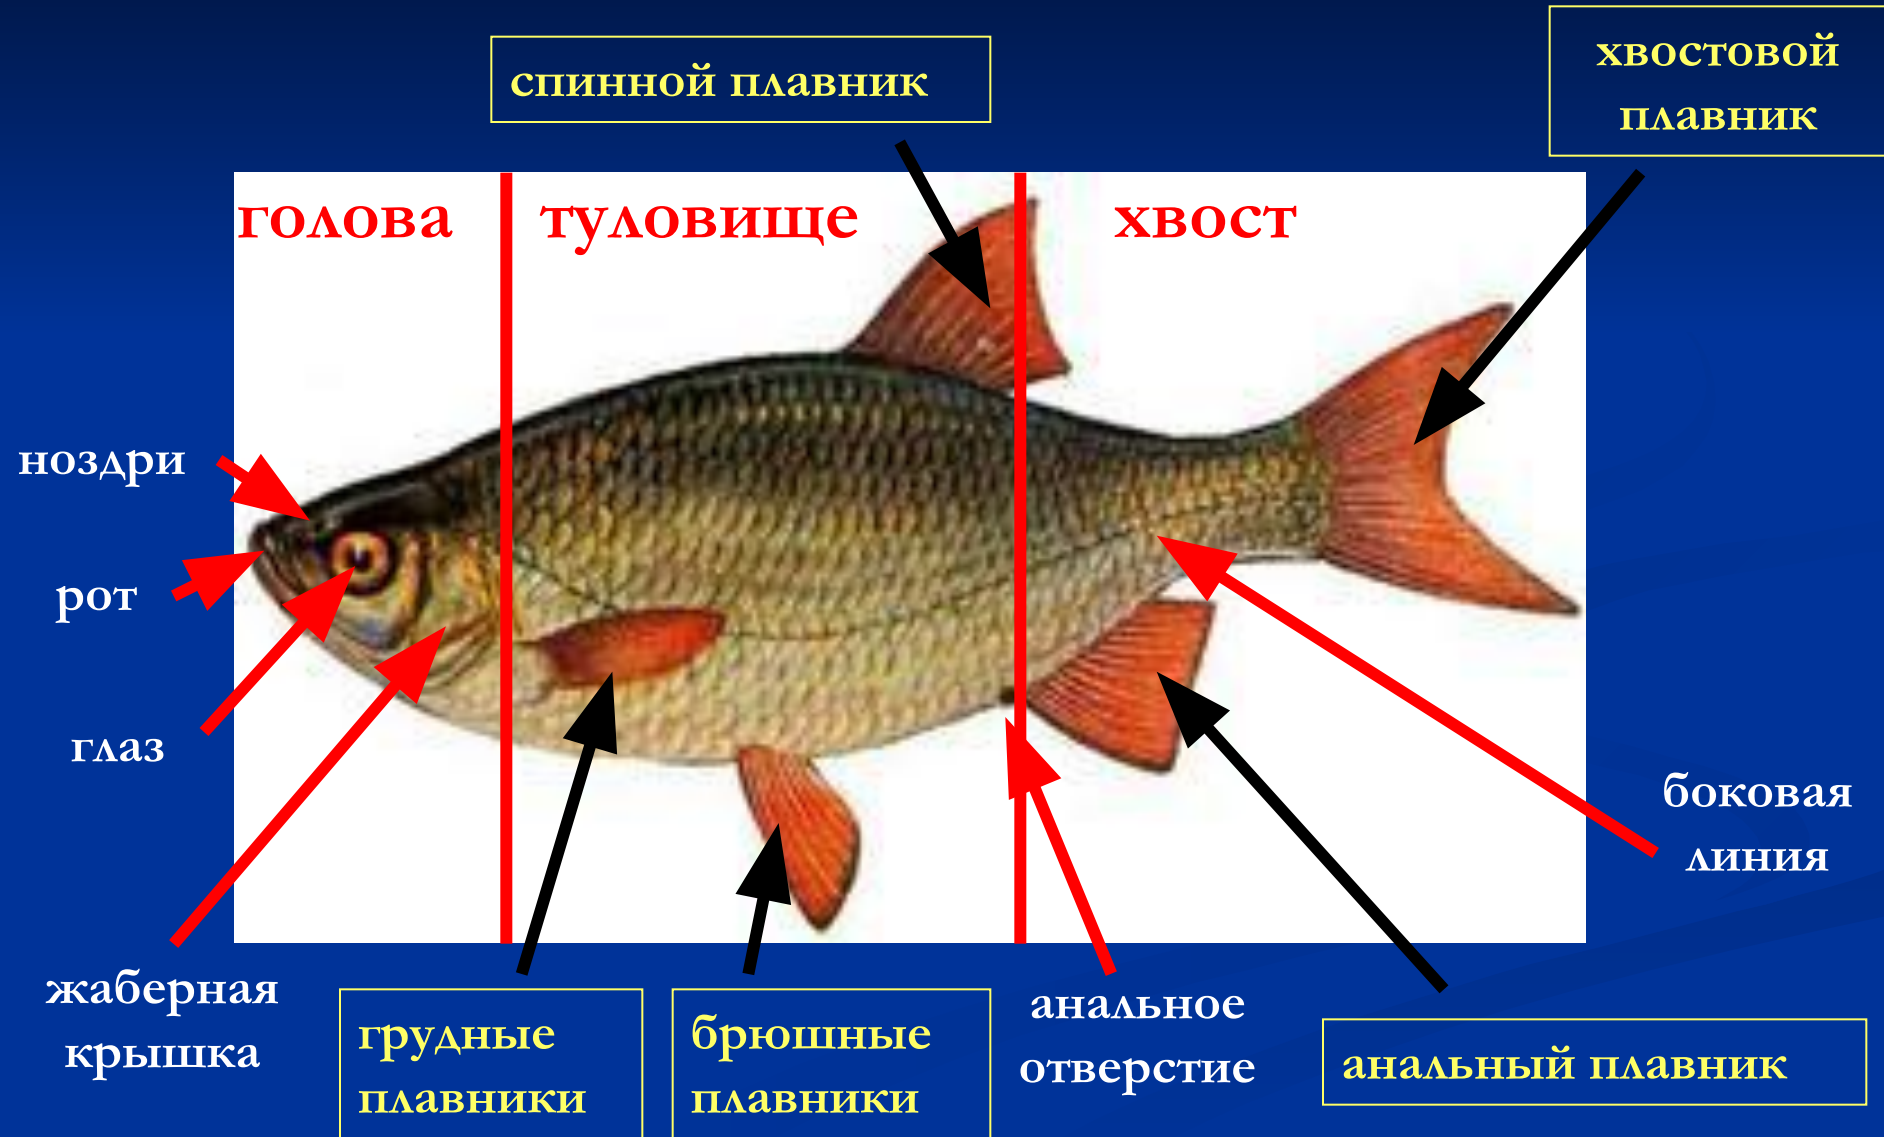 спинной плавник
хвостовой
плавник
голова
туловище
хвост
ноздри
рот
глаз
боковая
линия
жаберная
крышка
грудные
плавники
брюшные
плавники
анальное
отверстие
анальный плавник